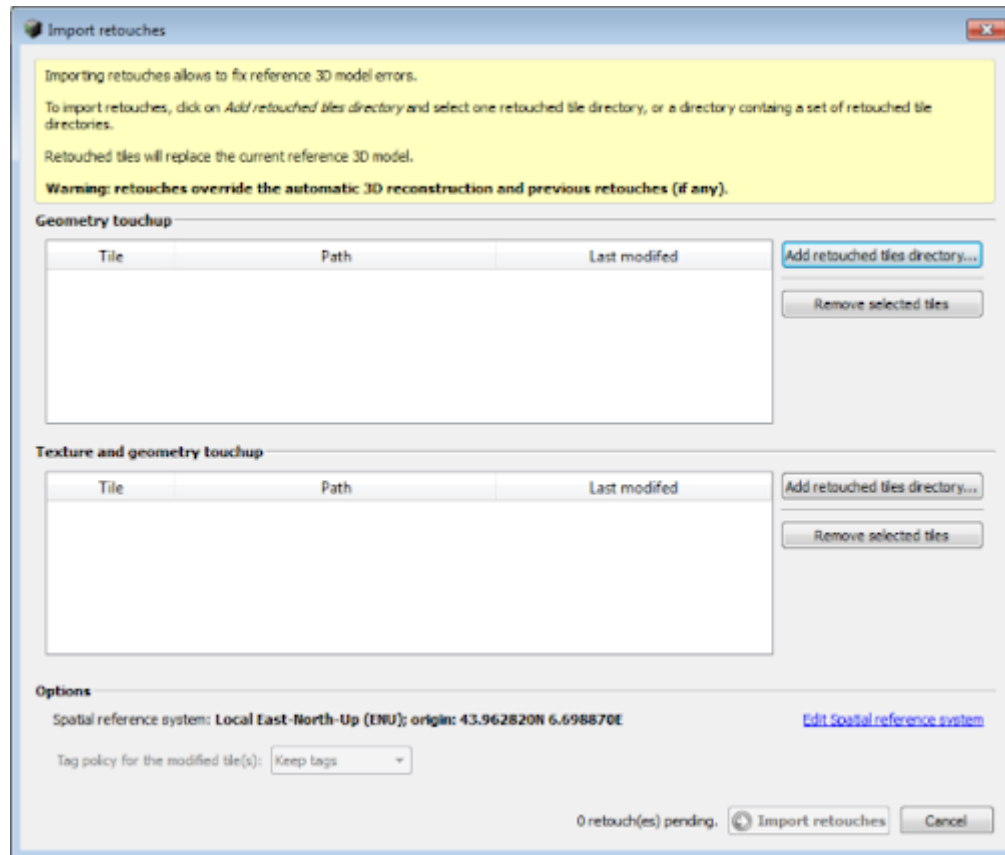 Import retouches
Importing retouches allows to fix reference 3D model errors.
To import retouches, click on Add retouched tiles directory and select one retouched tile directory, or a directory containg a set of retouched tile
directories.
Retouched tiles will replace the current reference 3D model.
Warning: retouches override the automatic 3D reconstruction and previous retouches (if any).
Geometry touchup
Tile Path Last modifed Add retouched tiles directory...
Remove selected tiles
Texture and geometry touchup
Tile Path Last modifed Add retouched tiles directory...
Remove selected tiles
Options
Spatial reference system: Local East-North-Up (ENU); origin: 43.962820N 6.698870E Edit Spatial reference system
Tag policy for the modified tile(s): Keep tags
0 retouch(es) pending. Import retouches Cancel